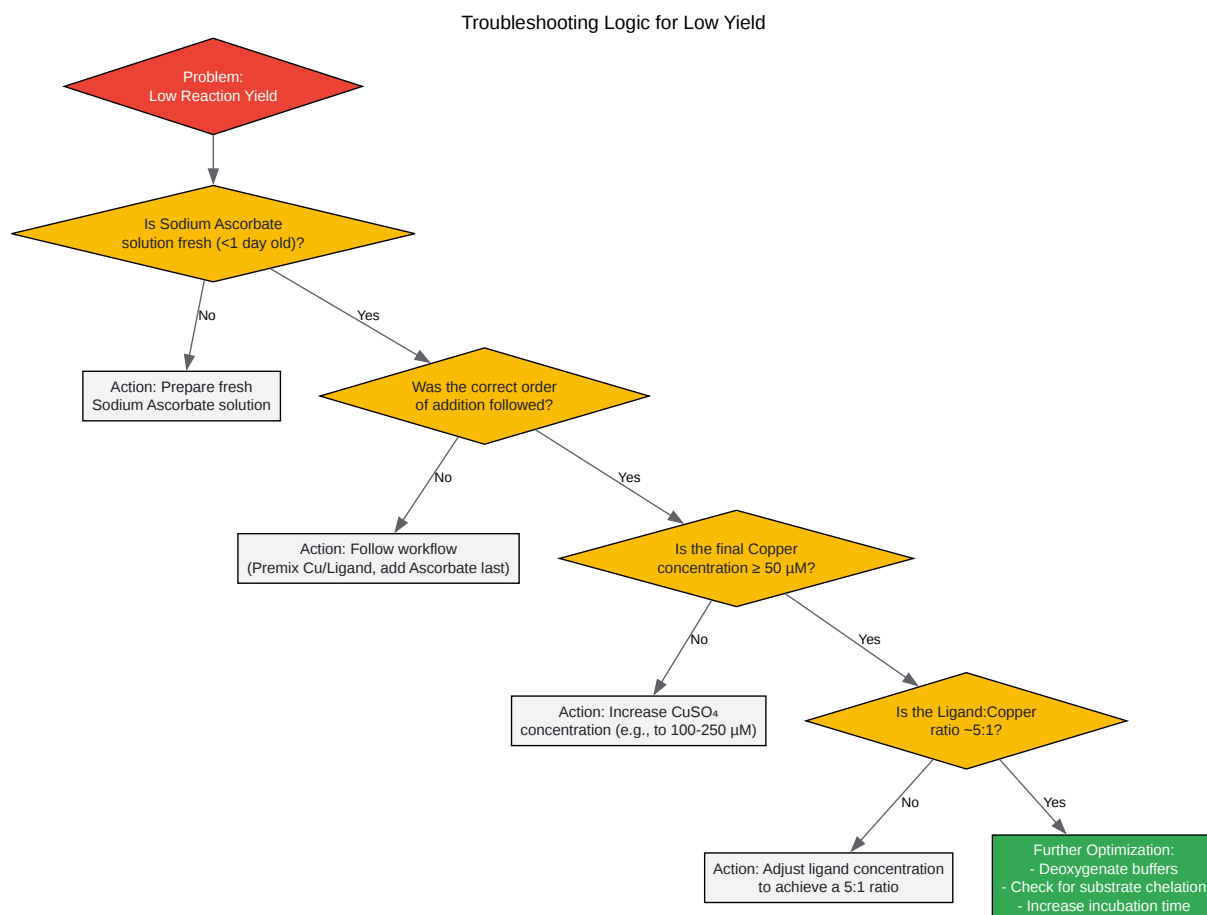 Troubleshooting Logic for Low Yield
Problem:
Low Reaction Yield
Is Sodium Ascorbate
solution fresh (<1 day old)?
No
Yes
Action: Prepare fresh
Sodium Ascorbate solution
Was the correct order
of addition followed?
No
Yes
Action: Follow workflow
(Premix Cu/Ligand, add Ascorbate last)
Is the final Copper
concentration ≥ 50 µM?
No
Yes
Action: Increase CuSO₄
concentration (e.g., to 100-250 µM)
Is the Ligand:Copper
ratio ~5:1?
No
Yes
Action: Adjust ligand concentration
to achieve a 5:1 ratio
Further Optimization:
- Deoxygenate buffers
- Check for substrate chelation
- Increase incubation time